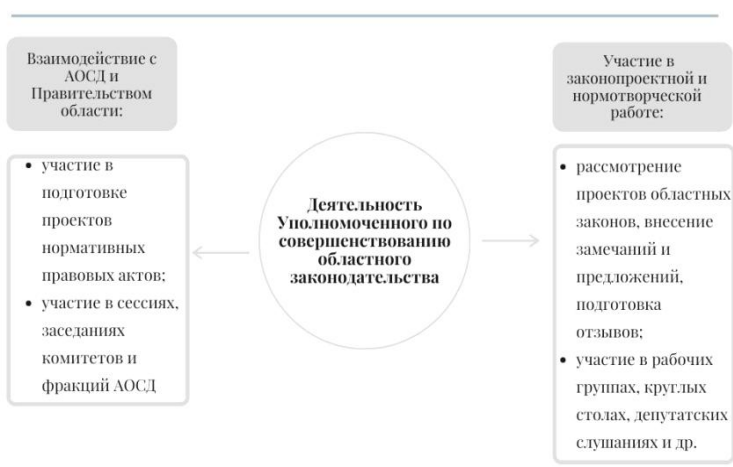 Взаимодействие с
АОСД и
Правительством
области:
• участие в
подготовке
проектов
нормативных
правовых актов;
• участие в сессиях,
заседаниях
комитетов и
фракций АОСД
Деятельность
Уполномоченного по
совершенствованию
областного
законодательства
Участие в
законопроектной и
нормотворческой
работе:
• рассмотрение
проектов областных
законов, внесение
замечаний и
предложений,
подготовка
отзывов;
• участие в рабочих
группах, круглых
столах, депутатских
слушаниях и др.